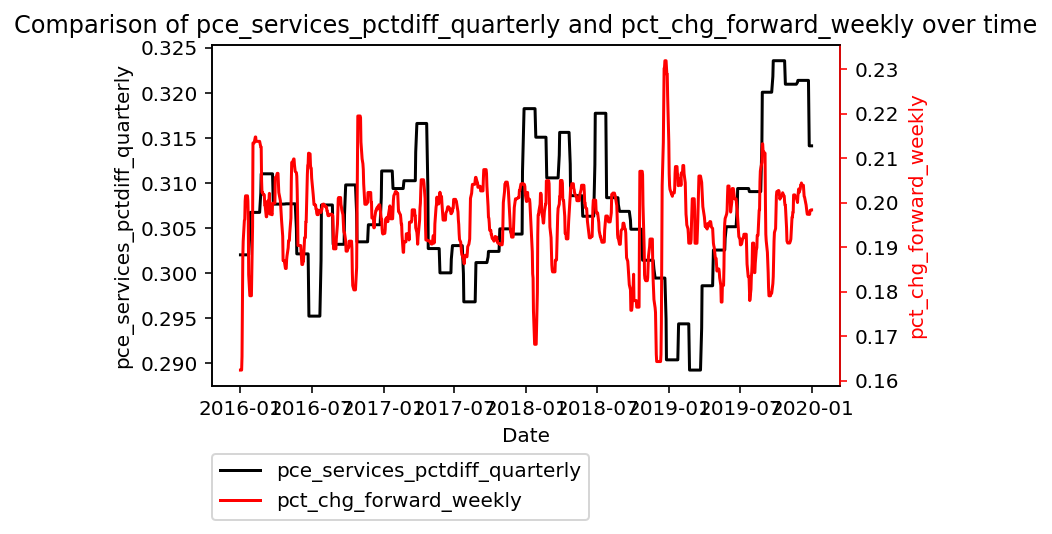 Comparison of pce_services_pctdiff_quarterly and pct_chg_forward_weekly over time
pce_services_pctdiff_quarterly
0.325
0.320
0.315
0.310
0.305
0.300
0.295
0.290
0.23
0.22
0.21
0.20
0.19
0.18
0.17
0.16
pct_chg_forward_weekly
2016-01 2016-07 2017-01 2017-07 2018-01 2018-07 2019-01 2019-07 2020-01
Date
pce_services_pctdiff_quarterly
pct_chg_forward_weekly